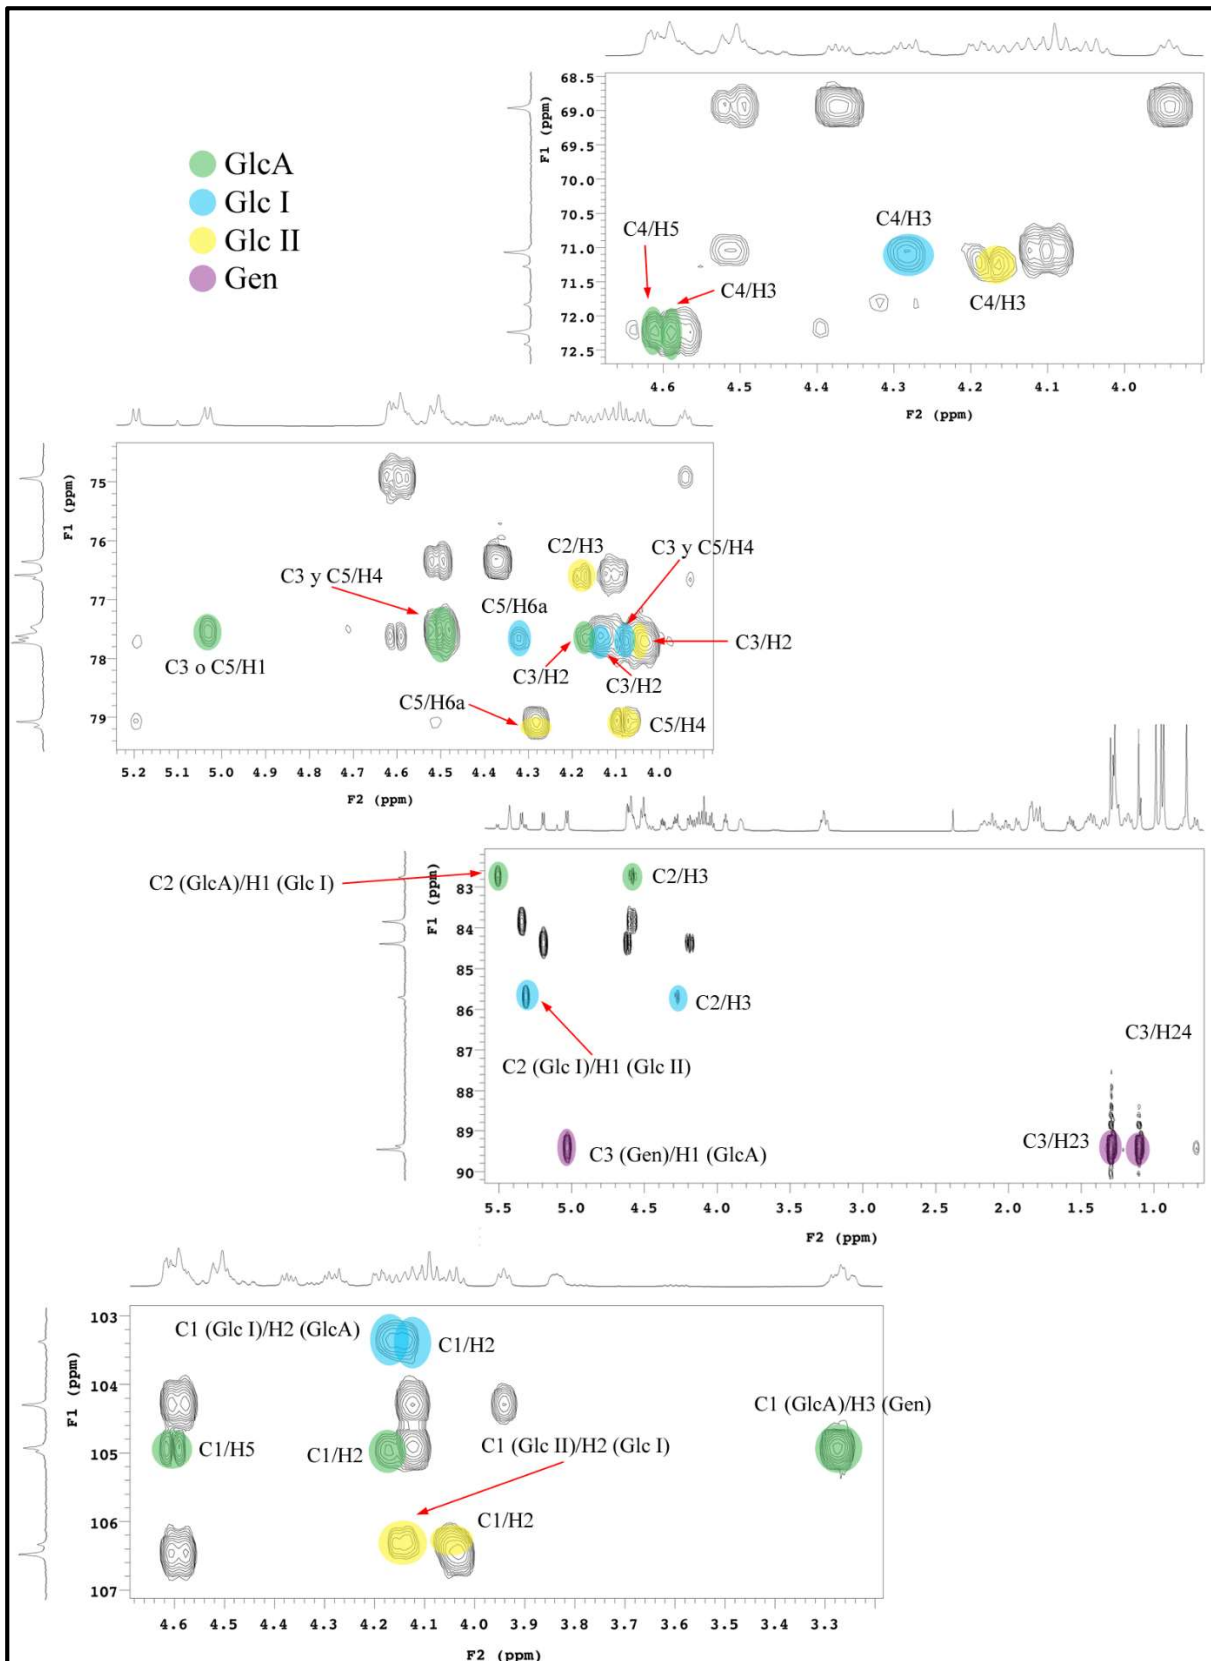 GlcA
Glc I
Glc II
Gen
F1 (ppm)
68.5
69.0
69.5
70.0
70.5
71.0
71.5
72.0
72.5
C4/H5
C4/H3
C4/H3
C4/H3
4.6 4.5 4.4 4.3 4.2 4.1 4.0
F2 (ppm)
F1 (ppm)
75
76
77
78
79
C2/H3
C3 y C5/H4
C3 y C5/H4
C5/H6a
C3 o C5/H1
C3/H2
C3/H2
C3/H2
C5/H6a
C5/H4
5.2 5.1 5.0 4.9 4.8 4.7 4.6 4.5 4.4 4.3 4.2 4.1 4.0
F2 (ppm)
F1 (ppm)
83
84
85
86
87
88
89
90
C2 (GlcA)/H1 (Glc I)
C2/H3
C2/H3
C2 (Glc I)/H1 (Glc II)
C3/H24
C3/H23
C3 (Gen)/H1 (GlcA)
5.5 5.0 4.5 4.0 3.5 3.0 2.5 2.0 1.5 1.0
F2 (ppm)
F1 (ppm)
103
104
105
106
107
C1 (Glc I)/H2 (GlcA)
C1/H2
C1 (GlcA)/H3 (Gen)
C1/H5
C1/H2
C1 (Glc II)/H2 (Glc I)
C1/H2
4.6 4.5 4.4 4.3 4.2 4.1 4.0 3.9 3.8 3.7 3.6 3.5 3.4 3.3
F2 (ppm)